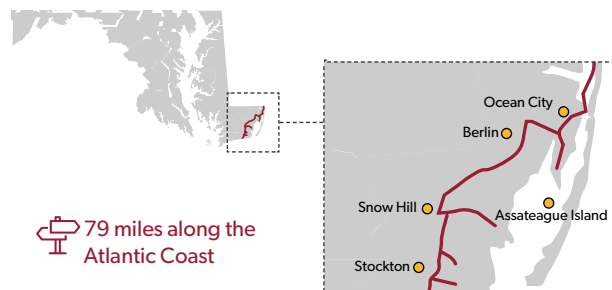 Ocean City
Berlin
Snow Hill
Assateague Island
Stockton
79 miles along the
Atlantic Coast